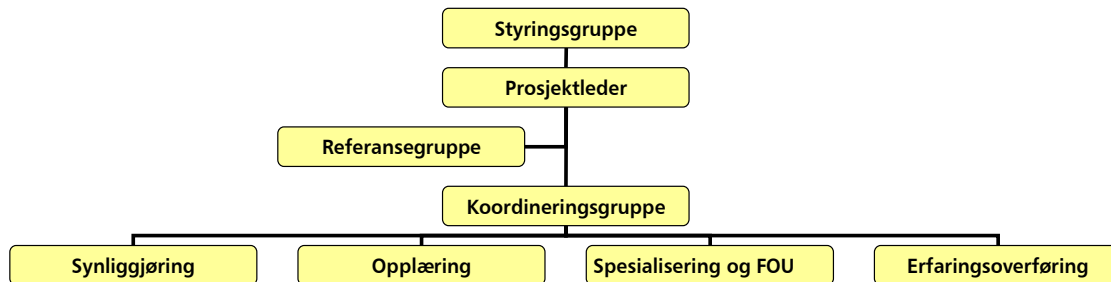 Styringsgruppe
Prosjektleder
Referansegruppe
Koordineringsgruppe
Synliggjøring
Opplæring
Spesialisering og FOU
Erfaringsoverføring